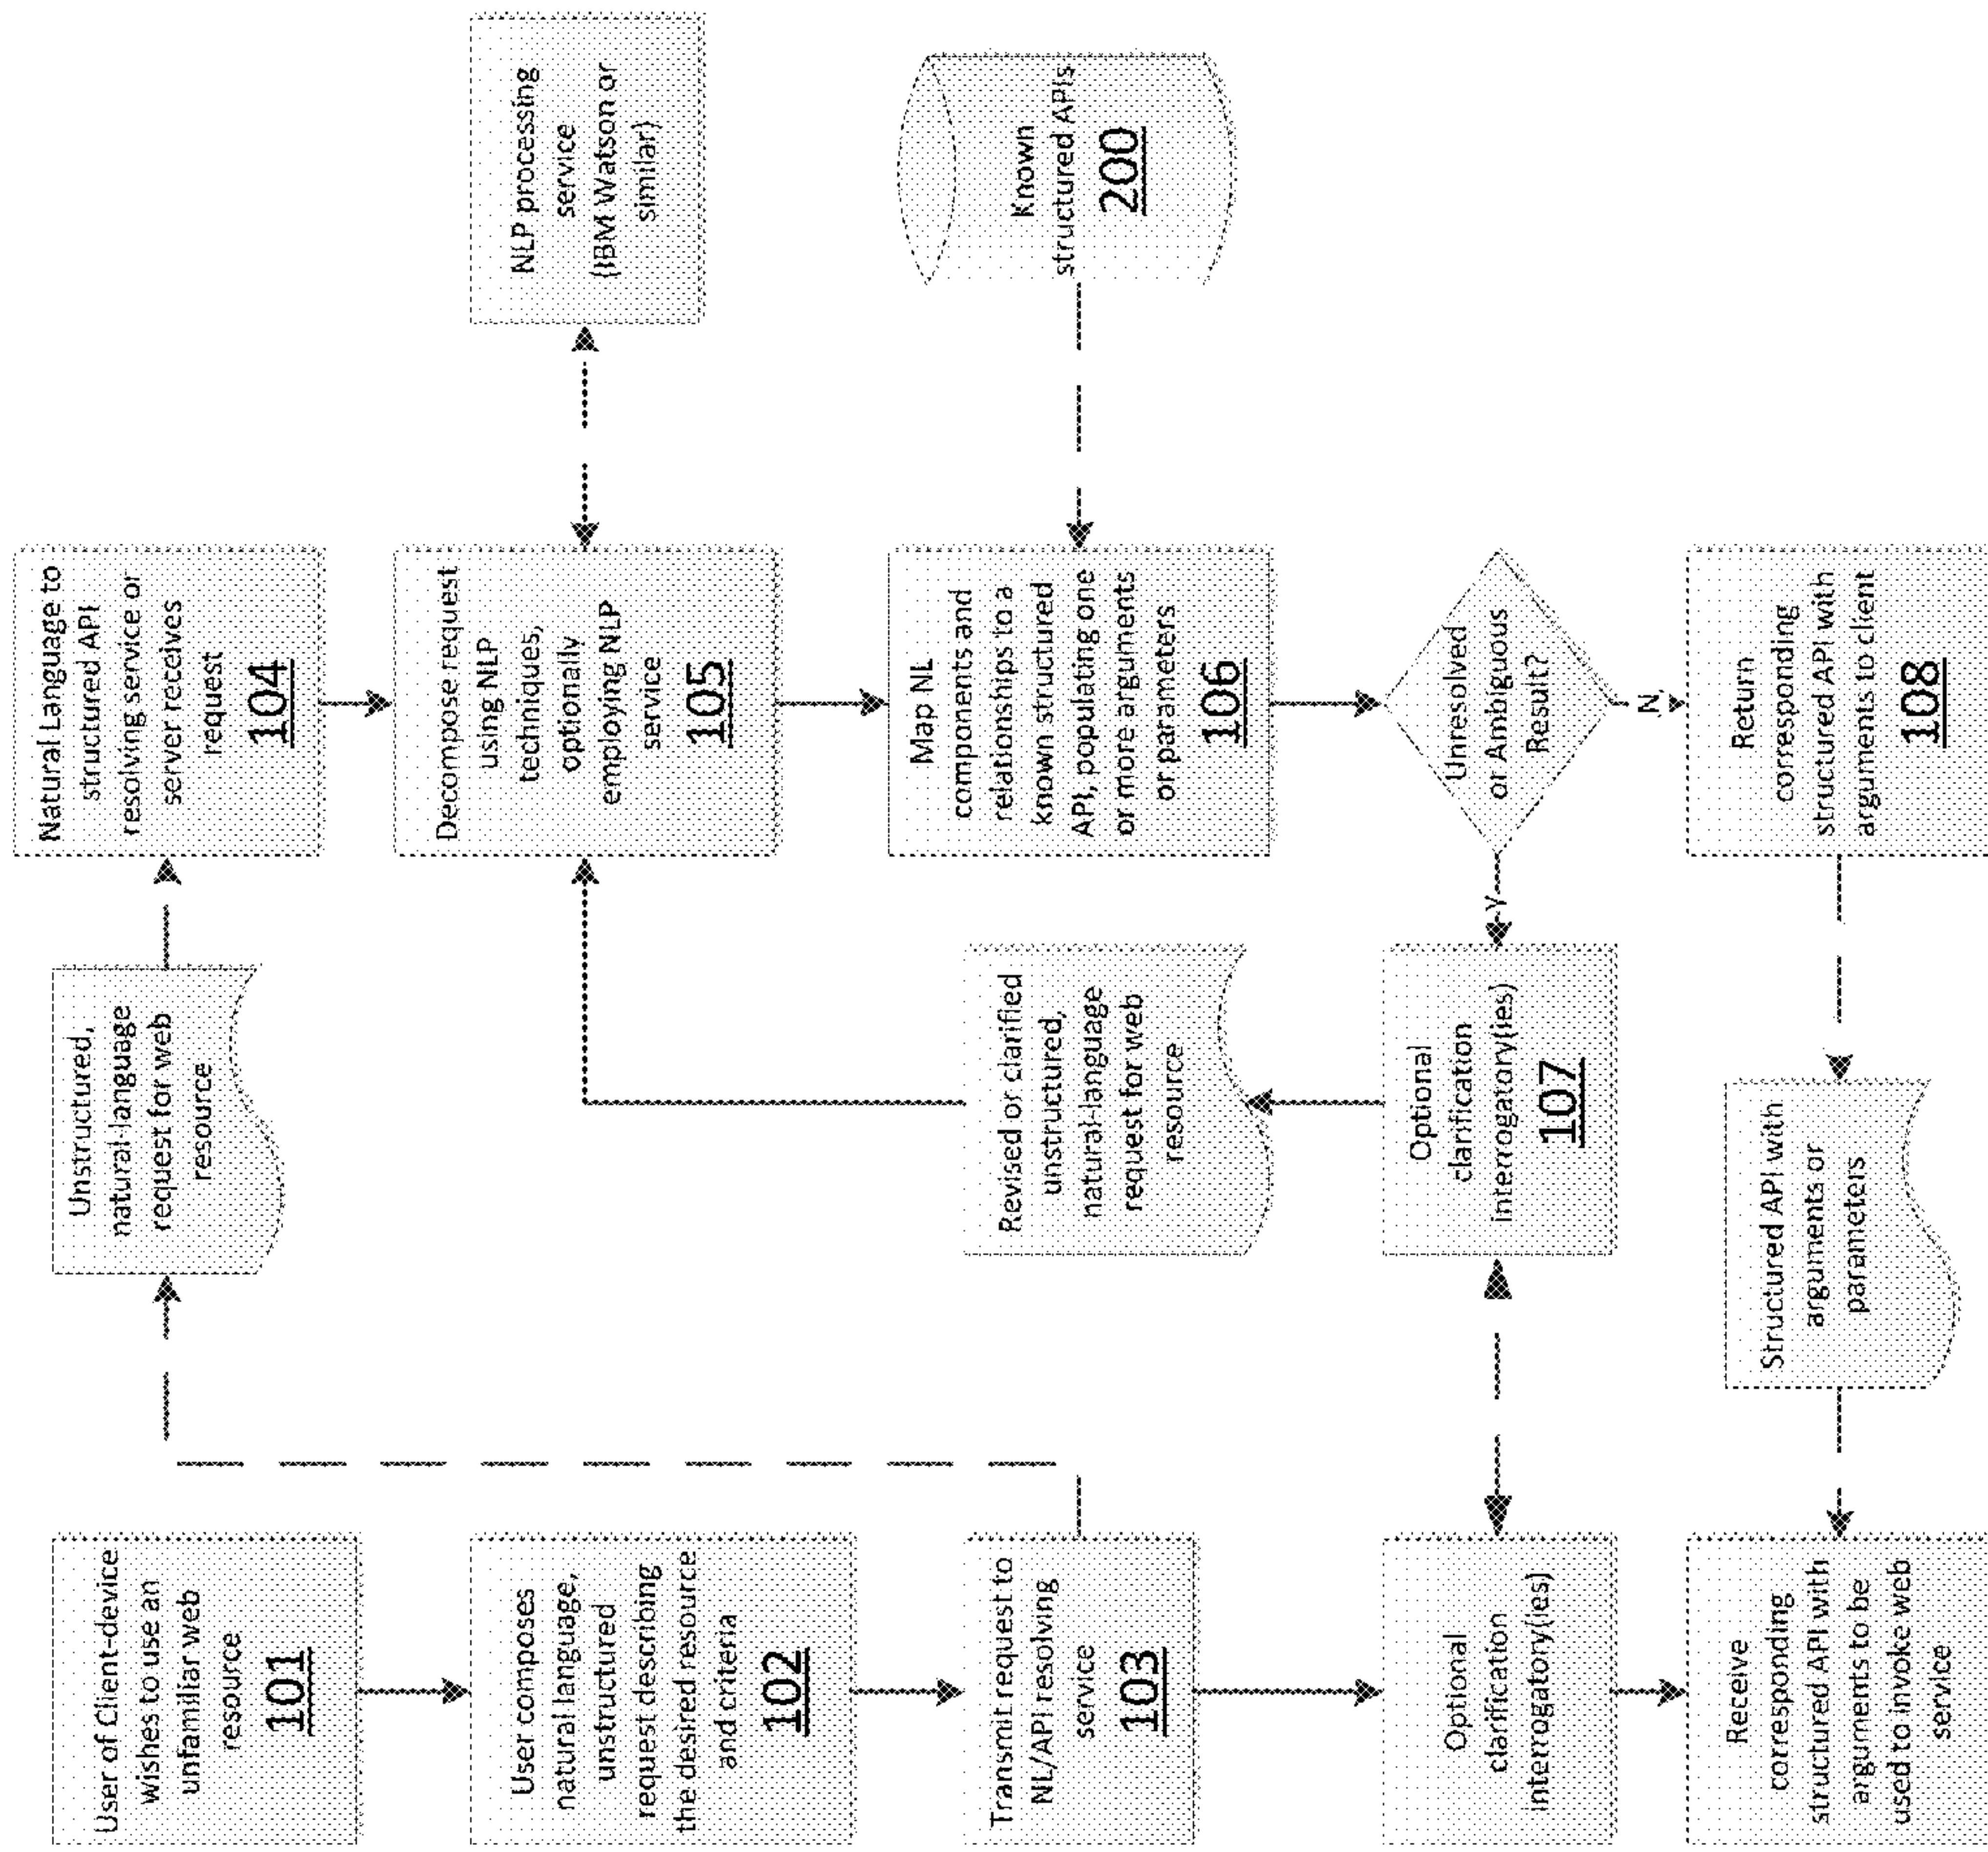 User of Client-device
wishes to use an
unfamiliar web
resource
101
User composes
natural language,
unstructured
request describing
the desired resource
and criteria
102
Transmit request to
NL/API resolving
service
103
Optional
clarification
interrogatory(ies)
Receive
corresponding
structured API with
arguments to be
used to invoke web
service
Unstructured,
natural-language
request for web
resource
Revised or clarified
unstructured,
natural-language
request for web
resource
Optional
clarification
interrogatory(ies)
107
Structured API with
arguments or
parameters
Natural Language to
structured API
resolving service or
server receives
request
104
Decompose request
using NLP
techniques,
optionally
employing NLP
service
105
Map NL
components and
relationships to a
known structured
API, populating one
or more arguments
or parameters
106
Unresolved
or Ambiguous
Result?
Y
N
Return
corresponding
structured API with
arguments to client
108
NLP processing
service
(IBM Watson or
similar)
Known
structured APIs
200